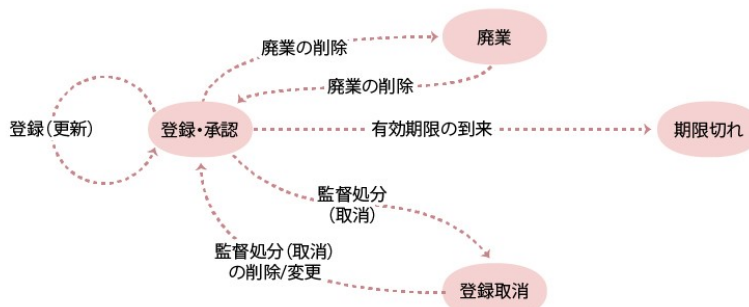 廃業の削除
廃業
廃業の削除
登録(更新)
登録・承認
有効期限の到来
期限切れ
監督処分
(取消)
監督処分(取消)
の削除/変更
登録取消